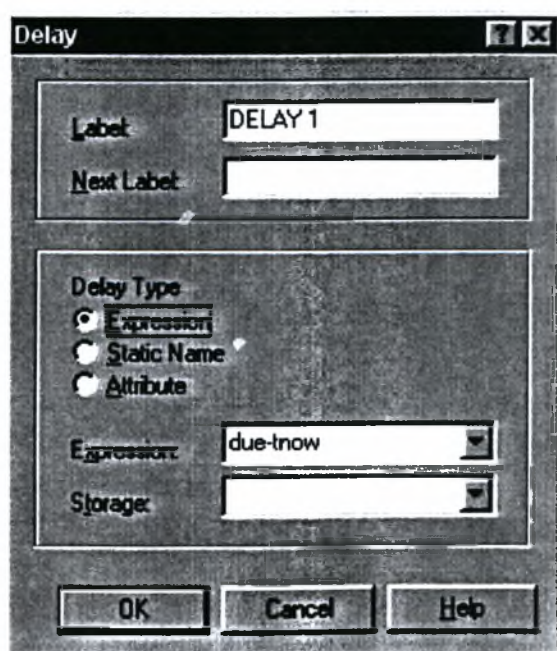 Delay
Label: DELAY 1
Next Label:
Delay Type
Expression
Static Name
Attribute
Expression: due-tnow
Storage:
OK Cancel Help